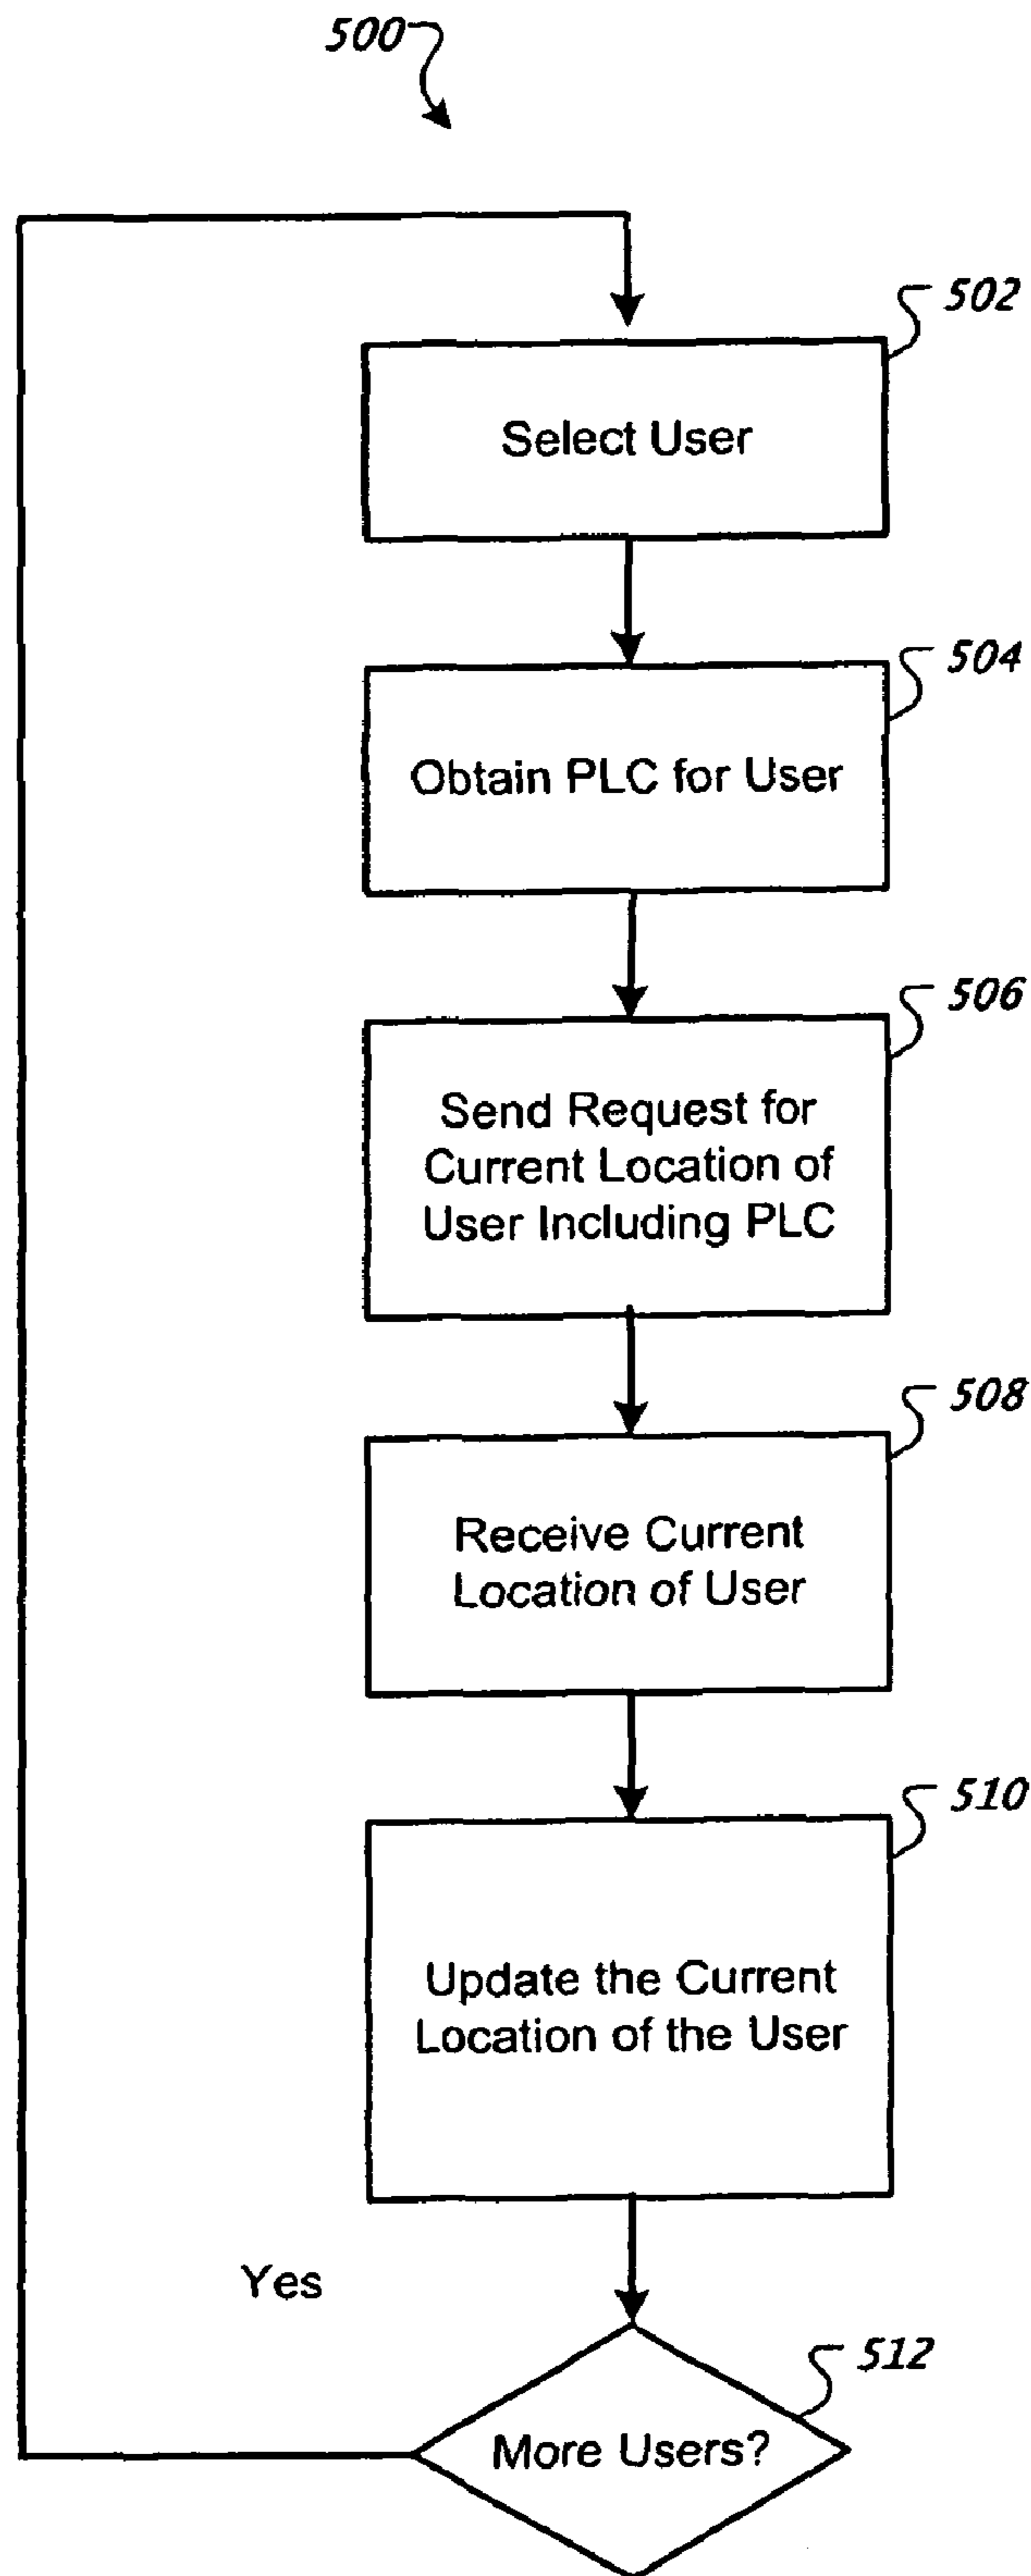 500
502
Select User
504
Obtain PLC for User
506
Send Request for
Current Location of
User Including PLC
508
Receive Current
Location of User
510
Update the Current
Location of the User
Yes
512
More Users?